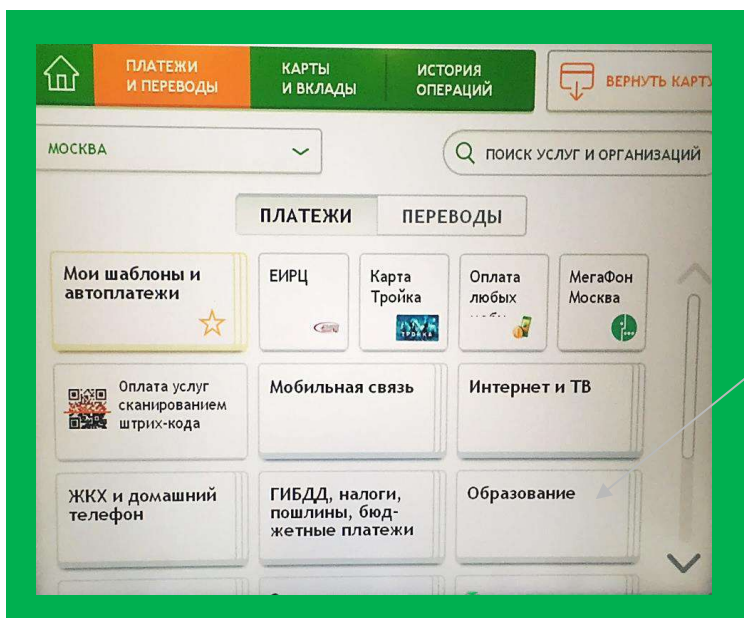 ПЛАТЕЖИ
И ПЕРЕВОДЫ
КАРТЫ
И ВКЛАДЫ
ИСТОРИЯ
ОПЕРАЦИЙ
ВЕРНУТЬ КАРТУ
МОСКВА
ПОИСК УСЛУГ И ОРГАНИЗАЦИЙ
ПЛАТЕЖИ
ПЕРЕВОДЫ
Мои шаблоны и
автоплатежи
ЕИРЦ
Карта
Тройка
ТРОЙКА
Оплата
любых
МегаФон
Москва
Оплата услуг
сканированием
штрих-кода
Мобильная связь
Интернет и ТВ
ЖКХ и домашний
телефон
ГИБДД, налоги,
пошлины, бюд-
жетные платежи
Образование